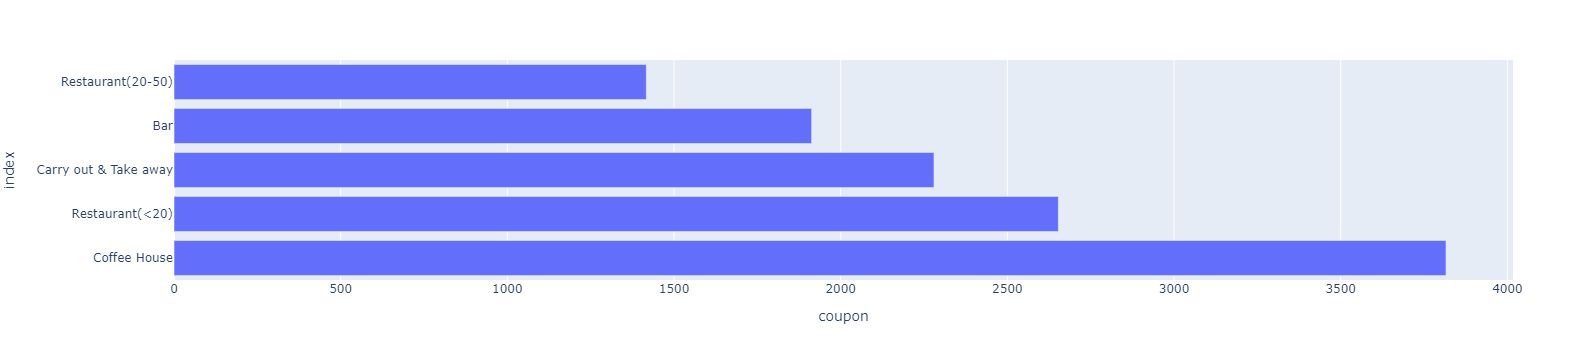 Restaurant(20-50)
Bar
Carry out & Take away
Restaurant(<20)
Coffee House
index
0 500 1000 1500 2000 2500 3000 3500 4000
coupon